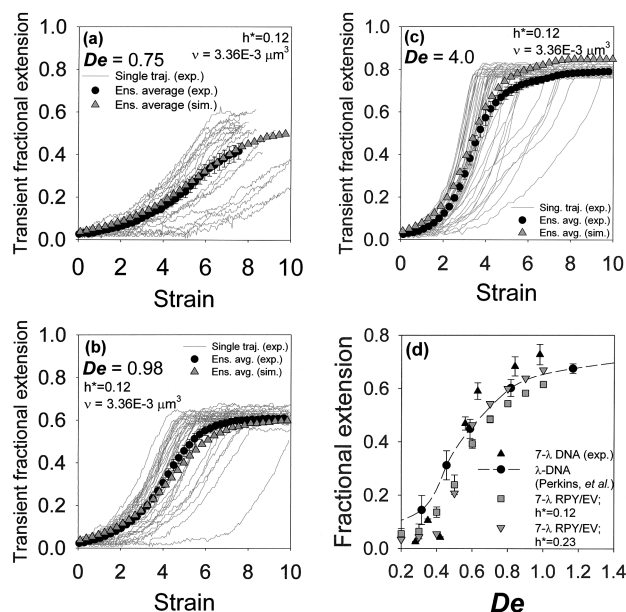 (a)
h*=0.12
ν = 3.36E-3 μm³
De = 0.75
Single traj. (exp.)
Ens. average (exp.)
Ens. average (sim.)
Transient fractional extension
1.0
0.8
0.6
0.4
0.2
0.0
0 2 4 6 8 10
Strain
(c)
h*=0.12
ν = 3.36E-3 μm³
De = 4.0
Sing. traj. (exp.)
Ens. avg. (exp.)
Ens. avg. (sim.)
Transient fractional extension
1.0
0.8
0.6
0.4
0.2
0.0
0 2 4 6 8 10
Strain
(b)
De = 0.98
h*=0.12
ν = 3.36E-3 μm³
Single traj. (exp.)
Ens. avg. (exp.)
Ens. avg. (sim.)
Transient fractional extension
1.0
0.8
0.6
0.4
0.2
0.0
0 2 4 6 8 10
Strain
(d)
7-λ DNA (exp.)
λ-DNA
(Perkins, et al.)
7-λ RPY/EV;
h*=0.12
7-λ RPY/EV;
h*=0.23
Fractional extension
0.8
0.6
0.4
0.2
0.0
0.2 0.4 0.6 0.8 1.0 1.2 1.4
De